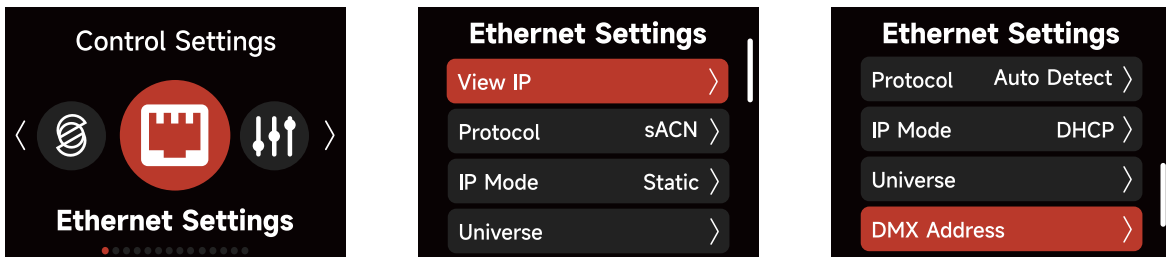 Control Settings
Ethernet Settings
Ethernet Settings
View IP
Protocol sACN
IP Mode Static
Universe
Ethernet Settings
Protocol Auto Detect
IP Mode DHCP
Universe
DMX Address